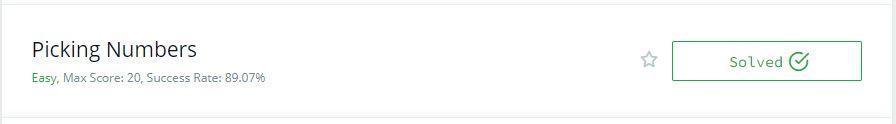 Picking Numbers
Easy, Max Score: 20, Success Rate: 89.07%
Solved